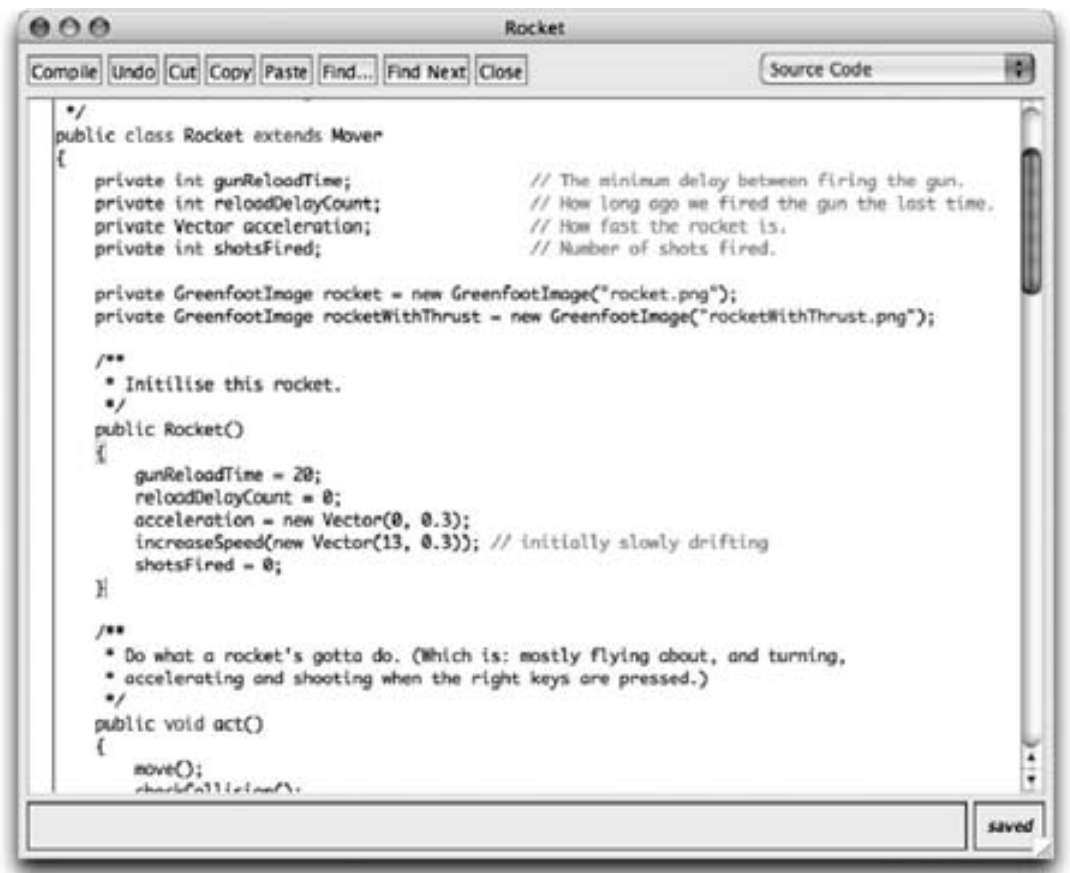 Rocket
Compile Undo Cut Copy Paste Find... Find Next Close Source Code
*/
public class Rocket extends Mover
{
private int gunReloadTime; // The minimum delay between firing the gun.
private int reloadDelayCount; // How long ago we fired the gun the last time.
private Vector acceleration; // How fast the rocket is.
private int shotsFired; // Number of shots fired.
private GreenfootImage rocket = new GreenfootImage("rocket.png");
private GreenfootImage rocketWithThrust = new GreenfootImage("rocketWithThrust.png");
/**
* Initilise this rocket.
*/
public Rocket()
{
gunReloadTime = 20;
reloadDelayCount = 0;
acceleration = new Vector(0, 0.3);
increaseSpeed(new Vector(13, 0.3)); // initially slowly drifting
shotsFired = 0;
}
/**
* Do what a rocket's gotta do. (Which is: mostly flying about, and turning,
* accelerating and shooting when the right keys are pressed.)
*/
public void act()
{
move();
checkCollision();
saved